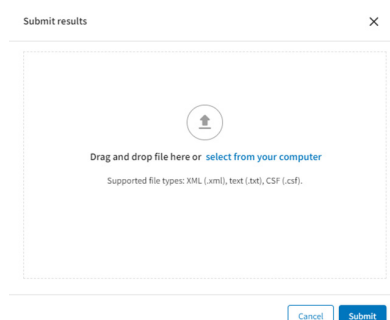 Submit results
Drag and drop file here or select from your computer
Supported file types: XML (.xml), text (.txt), CSF (.csf).
Cancel Submit